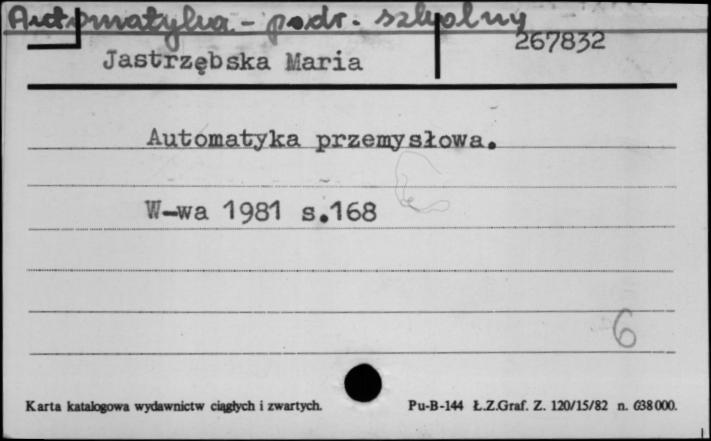 Automatyka - podr. szkolny
267832
Jastrzębska Maria
Automatyka przemysłowa.
W-wa 1981 s.168
6
Karta katalogowa wydawnictw ciągłych i zwartych.
Pu-B-144 Ł.Z.Graf. Z. 120/15/82 n. 638000.